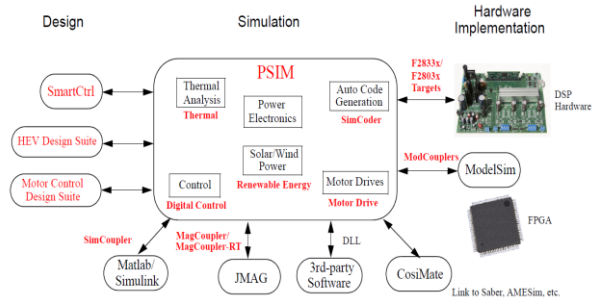 Design
Simulation
Hardware
Implementation
PSIM
SmartCtrl
HEV Design Suite
Motor Control
Design Suite
Thermal
Analysis
Thermal
Power
Electronics
Auto Code
Generation
SimCoder
Solar/Wind
Power
Renewable Energy
Control
Digital Control
Motor Drives
Motor Drive
F2833x/
F2803x
Targets
DSP
Hardware
ModCouplers
ModelSim
FPGA
SimCoupler
Matlab/
Simulink
MagCoupler/
MagCoupler-RT
JMAG
DLL
3rd-party
Software
CosiMate
Link to Saber, AMESim, etc.